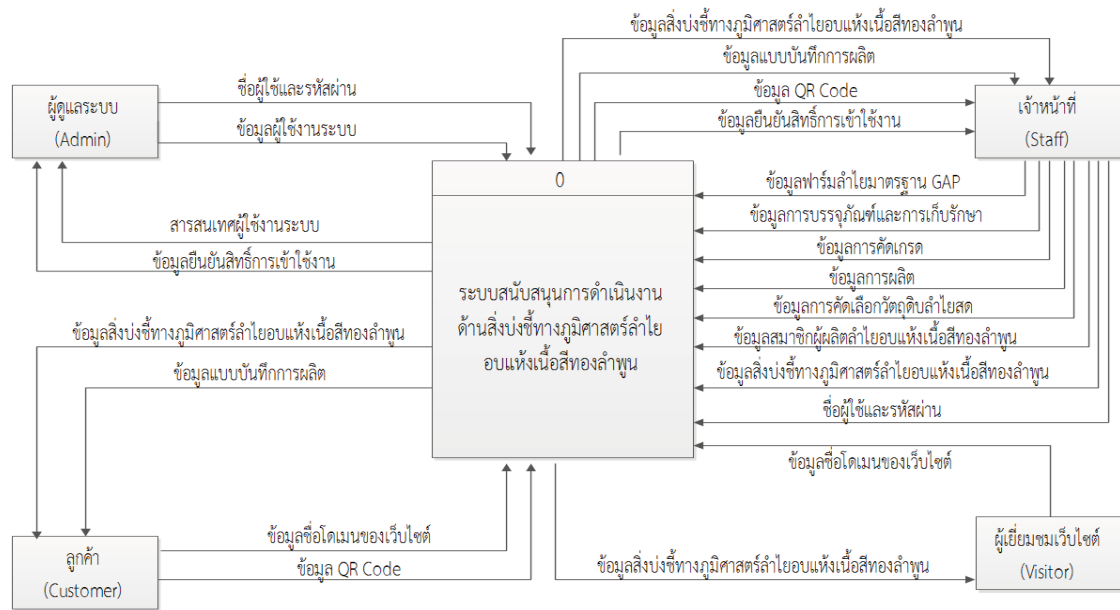 ข้อมูลสิ่งบ่งชี้ทางภูมิศาสตร์ลำไยอบแห้งเนื้อสีทองลำพูน
ข้อมูลแบบบันทึกการผลิต
ข้อมูล QR Code
ข้อมูลยืนยันสิทธิ์การเข้าใช้งาน
ผู้ดูแลระบบ
(Admin)
ชื่อผู้ใช้และรหัสผ่าน
ข้อมูลผู้ใช้งานระบบ
เจ้าหน้าที่
(Staff)
สารสนเทศผู้ใช้งานระบบ
ข้อมูลยืนยันสิทธิ์การเข้าใช้งาน
0
ระบบสนับสนุนการดำเนินงาน
ด้านสิ่งบ่งชี้ทางภูมิศาสตร์ลำไย
อบแห้งเนื้อสีทองลำพูน
ข้อมูลฟาร์มลำไยมาตรฐาน GAP
ข้อมูลการบรรจุภัณฑ์และการเก็บรักษา
ข้อมูลการคัดเกรด
ข้อมูลการผลิต
ข้อมูลการคัดเลือกวัตถุดิบลำไยสด
ข้อมูลสมาชิกผู้ผลิตลำไยอบแห้งเนื้อสีทองลำพูน
ข้อมูลสิ่งบ่งชี้ทางภูมิศาสตร์ลำไยอบแห้งเนื้อสีทองลำพูน
ชื่อผู้ใช้และรหัสผ่าน
ข้อมูลสิ่งบ่งชี้ทางภูมิศาสตร์ลำไยอบแห้งเนื้อสีทองลำพูน
ข้อมูลแบบบันทึกการผลิต
ข้อมูลชื่อโดเมนของเว็บไซต์
ลูกค้า
(Customer)
ข้อมูลชื่อโดเมนของเว็บไซต์
ข้อมูล QR Code
ข้อมูลสิ่งบ่งชี้ทางภูมิศาสตร์ลำไยอบแห้งเนื้อสีทองลำพูน
ผู้เยี่ยมชมเว็บไซต์
(Visitor)